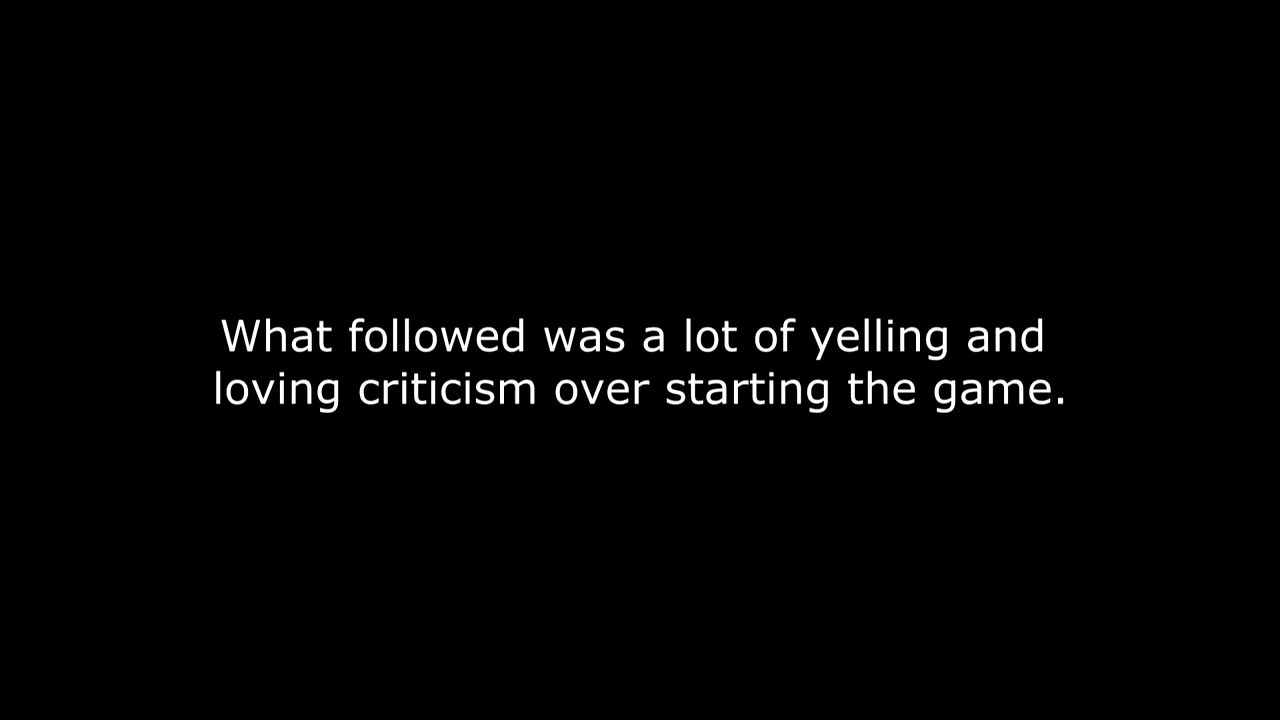 What followed was a lot of yelling and
loving criticism over starting the game.